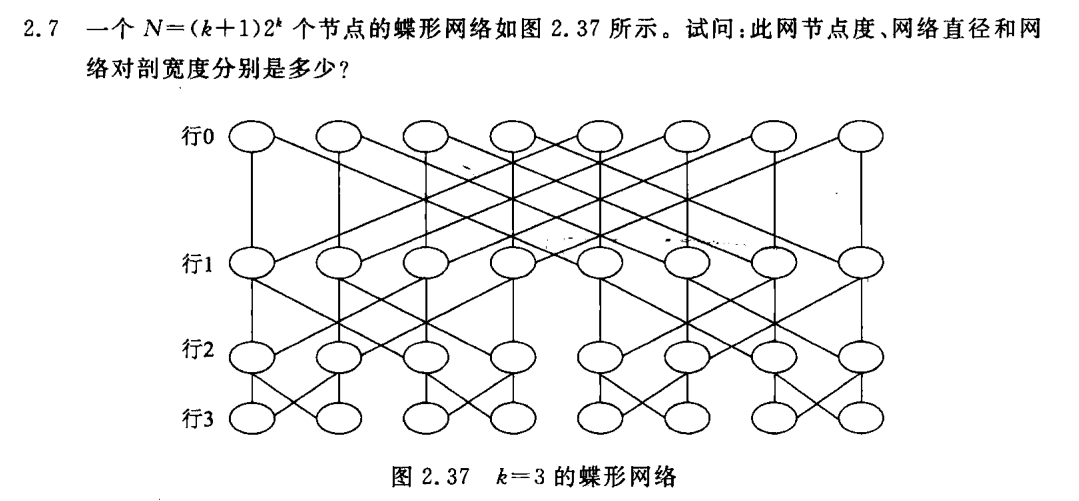 2.7 一个 N=(k+1)2ᵏ 个节点的蝶形网络如图 2.37 所示。试问:此网节点度、网络直径和网
络对剖宽度分别是多少?
行0
行1
行2
行3
图 2.37 k=3 的蝶形网络